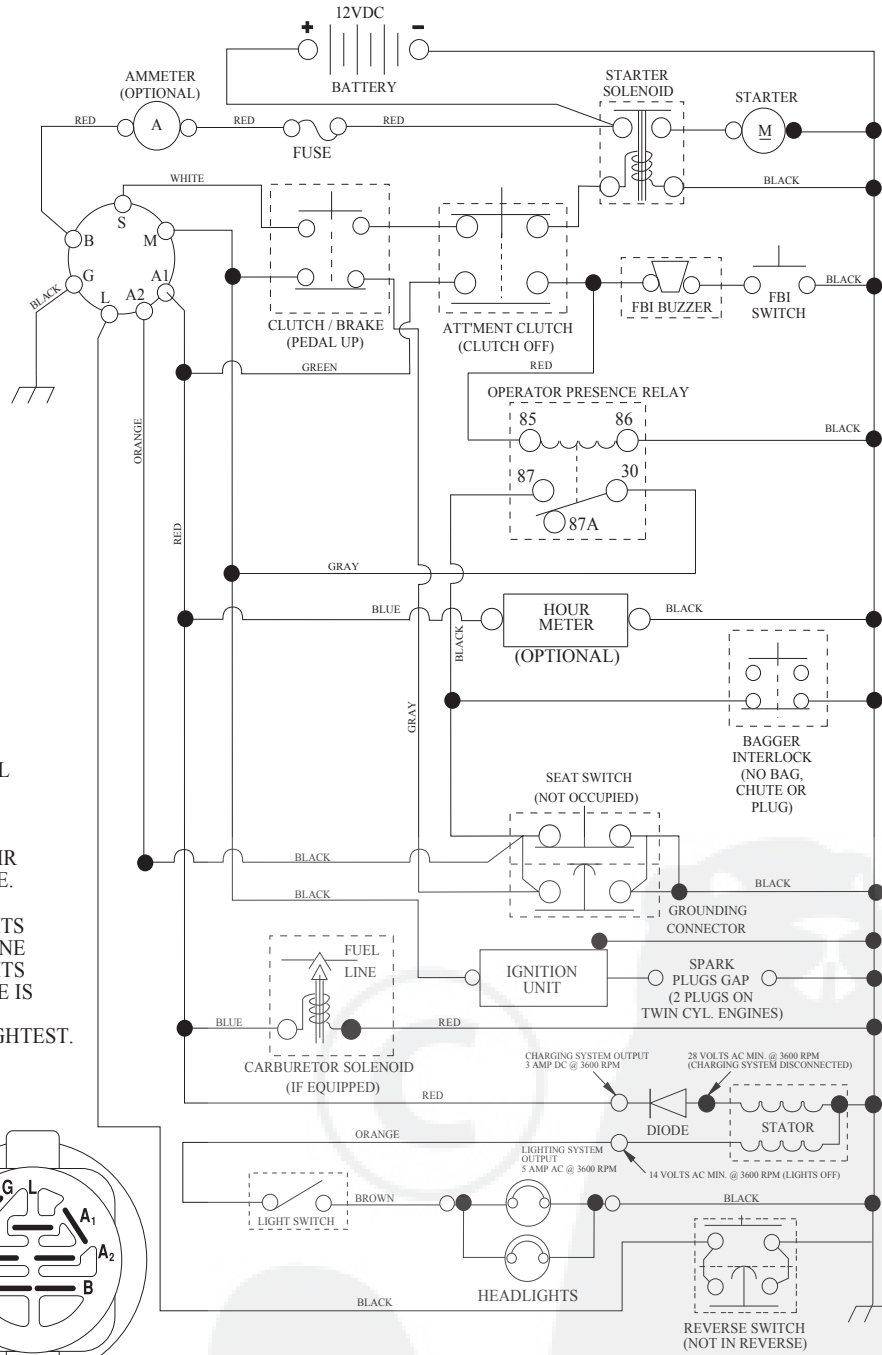 12VDC
+
–
BATTERY
AMMETER
(OPTIONAL)
STARTER
SOLENOID
STARTER
RED
A
RED
RED
FUSE
M
WHITE
BLACK
S
B
M
G
A1
A2
L
BLACK
CLUTCH / BRAKE
(PEDAL UP)
ATT'MENT CLUTCH
(CLUTCH OFF)
FBI BUZZER
FBI
SWITCH
BLACK
GREEN
RED
OPERATOR PRESENCE RELAY
85
86
BLACK
87
30
87A
ORANGE
RED
GRAY
BLUE
HOUR
METER
BLACK
(OPTIONAL)
BLACK
GRAY
BAGGER
INTERLOCK
(NO BAG,
CHUTE OR
PLUG)
SEAT SWITCH
(NOT OCCUPIED)
L
IR
E.
BLACK
BLACK
BLACK
GROUNDING
CONNECTOR
TS
NE
TS
E IS
GHTEST.
FUEL
LINE
IGNITION
UNIT
SPARK
PLUGS GAP
(2 PLUGS ON
TWIN CYL. ENGINES)
BLUE
RED
CARBURETOR SOLENOID
(IF EQUIPPED)
CHARGING SYSTEM OUTPUT
3 AMP DC @ 3600 RPM
28 VOLTS AC MIN. @ 3600 RPM
(CHARGING SYSTEM DISCONNECTED)
RED
DIODE
STATOR
ORANGE
LIGHTING SYSTEM
OUTPUT
5 AMP AC @ 3600 RPM
14 VOLTS AC MIN. @ 3600 RPM (LIGHTS OFF)
LIGHT SWITCH
BROWN
BLACK
HEADLIGHTS
BLACK
REVERSE SWITCH
(NOT IN REVERSE)
G
L
A1
A2
B
©